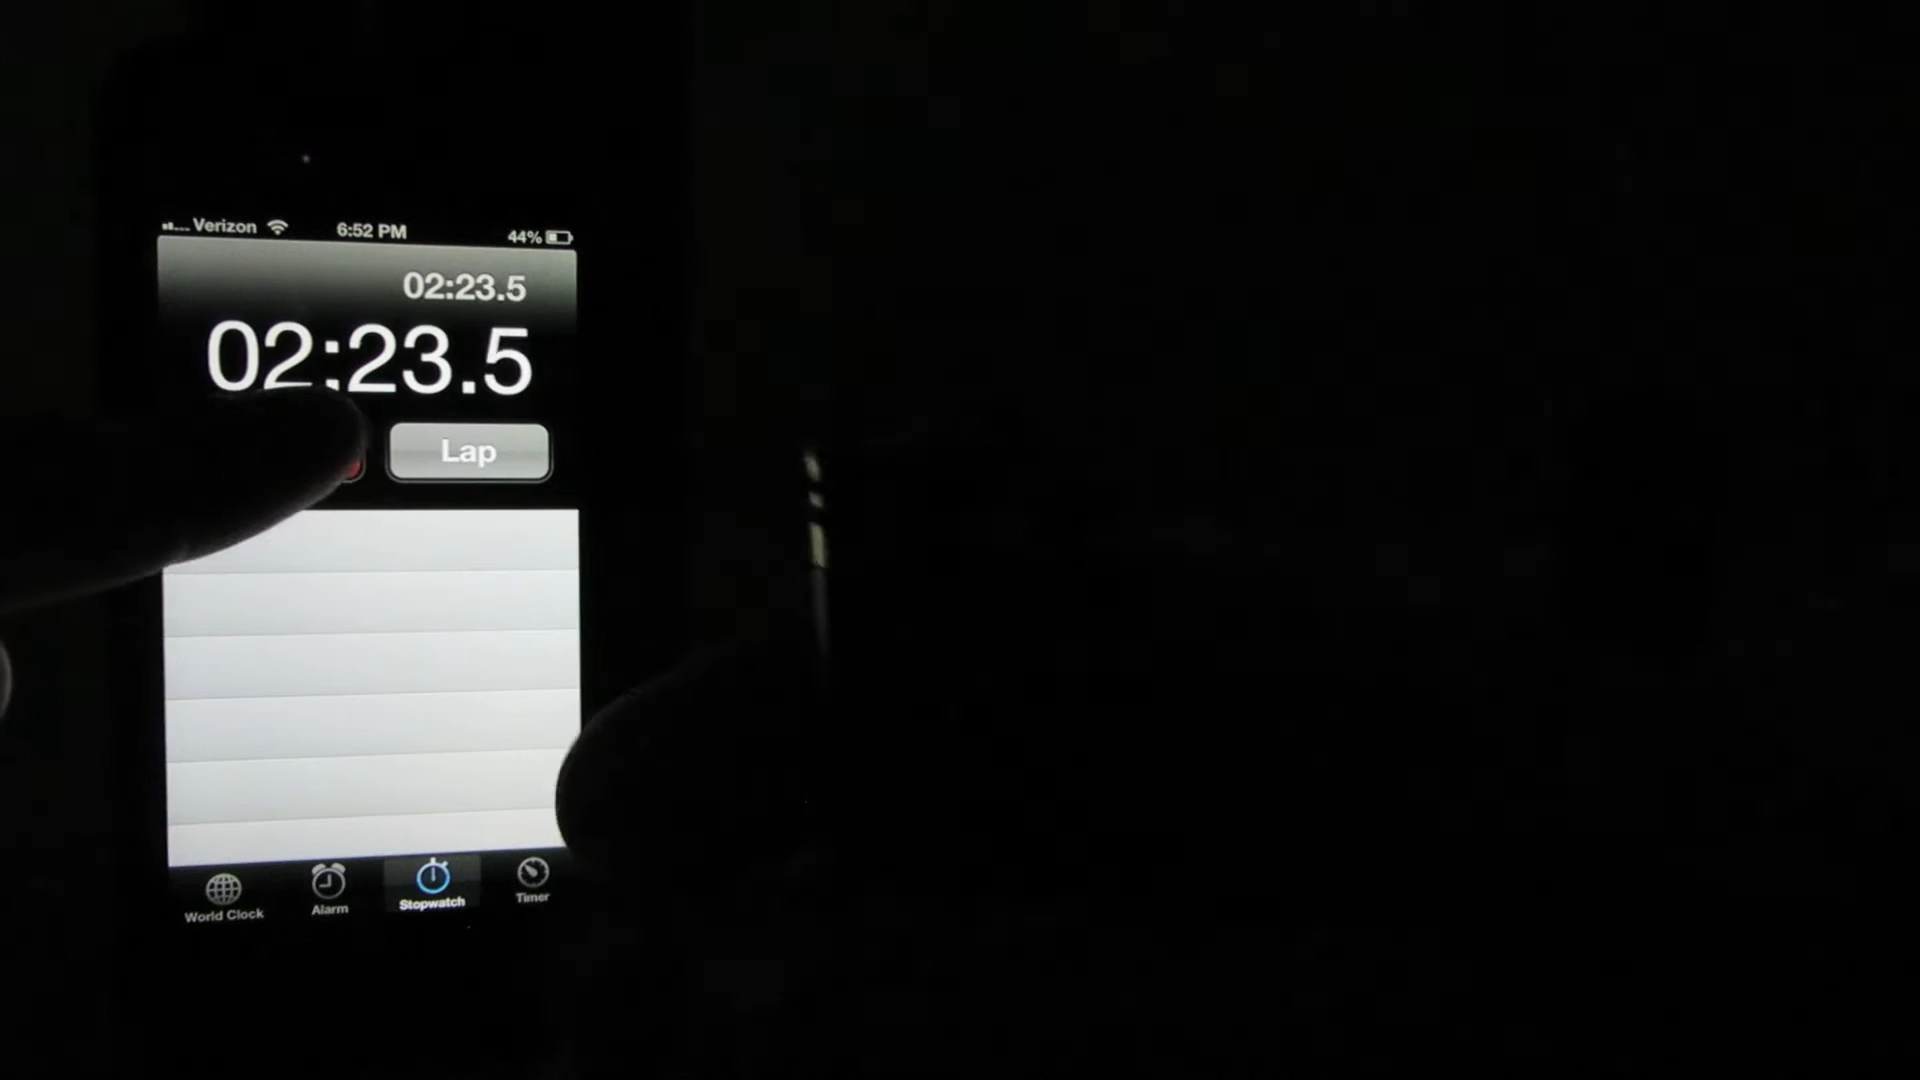 Verizon 6:52 PM 44%
02:23.5
02:23.5
Lap
World Clock Alarm Stopwatch Timer